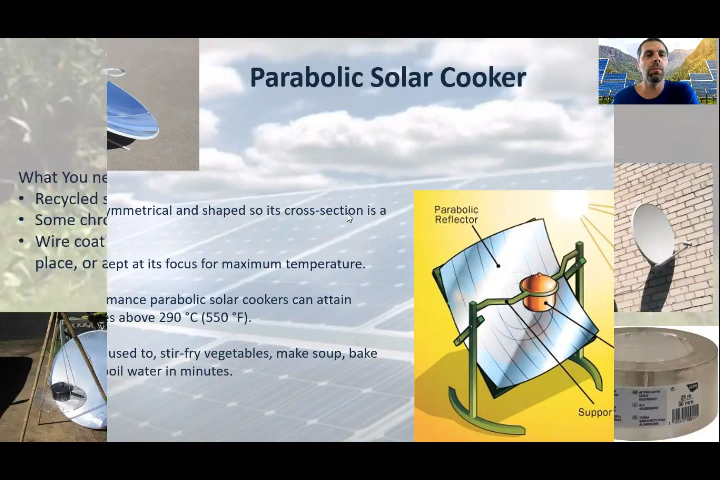 Parabolic Solar Cooker
What You ne
Recycled s
Some chro
Wire coat
place, or a
ymmetrical and shaped so its cross-section is a
ept at its focus for maximum temperature.
mance parabolic solar cookers can attain
s above 290 °C (550 °F).
used to, stir-fry vegetables, make soup, bake
oil water in minutes.
Parabolic
Reflector
Suppor